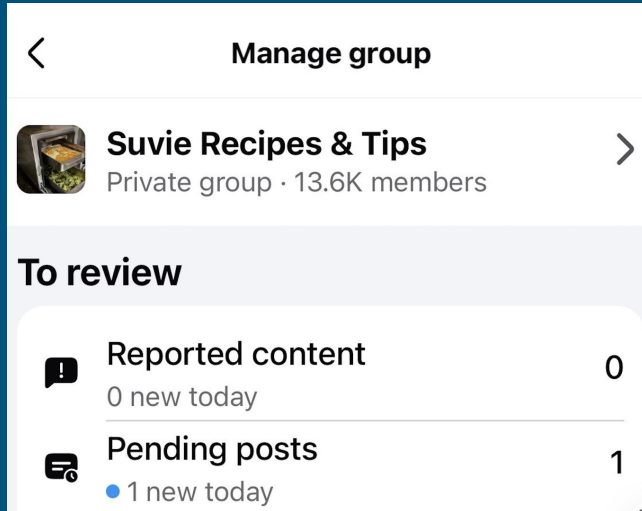 Manage group
Suvie Recipes & Tips
Private group · 13.6K members
To review
Reported content
0
0 new today
Pending posts
1
1 new today